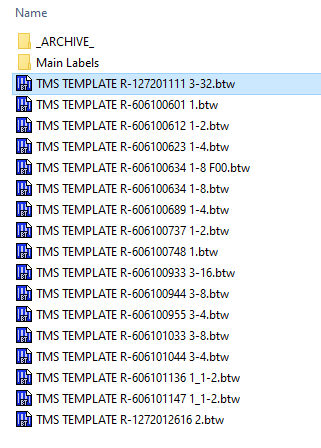 Name
_ARCHIVE_
Main Labels
TMS TEMPLATE R-127201111 3-32.btw
TMS TEMPLATE R-606100601 1.btw
TMS TEMPLATE R-606100612 1-2.btw
TMS TEMPLATE R-606100623 1-4.btw
TMS TEMPLATE R-606100634 1-8 F00.btw
TMS TEMPLATE R-606100634 1-8.btw
TMS TEMPLATE R-606100689 1-4.btw
TMS TEMPLATE R-606100737 1-2.btw
TMS TEMPLATE R-606100748 1.btw
TMS TEMPLATE R-606100933 3-16.btw
TMS TEMPLATE R-606100944 3-8.btw
TMS TEMPLATE R-606100955 3-4.btw
TMS TEMPLATE R-606101033 3-8.btw
TMS TEMPLATE R-606101044 3-4.btw
TMS TEMPLATE R-606101136 1_1-2.btw
TMS TEMPLATE R-606101147 1_1-2.btw
TMS TEMPLATE R-1272012616 2.btw